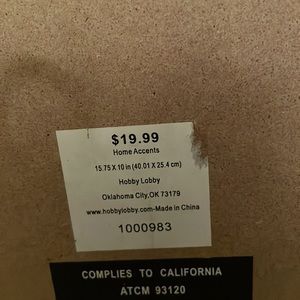 $19.99
Home Accents
15.75 X 10 in (40.01 X 25.4 cm)
Hobby Lobby
Oklahoma City,OK 73179
www.hobbylobby.com-Made in China
1000983
COMPLIES TO CALIFORNIA
ATCM 93120